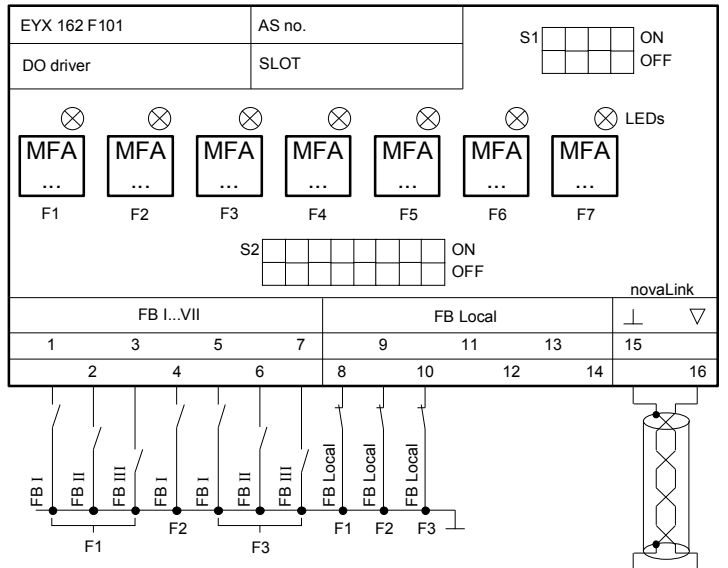 EYX 162 F101 AS no.
S1 ON
OFF
DO driver SLOT
LEDs
MFA MFA MFA MFA MFA MFA MFA
... ... ... ... ... ... ...
F1 F2 F3 F4 F5 F6 F7
S2 ON
OFF
novaLink
FB I...VII FB Local
1 3 5 7 9 11 13 15
2 4 6 8 10 12 14 16
FB I FB II FB III FB I FB I FB II FB III FB Local FB Local FB Local
F1 F2 F3 F1 F2 F3